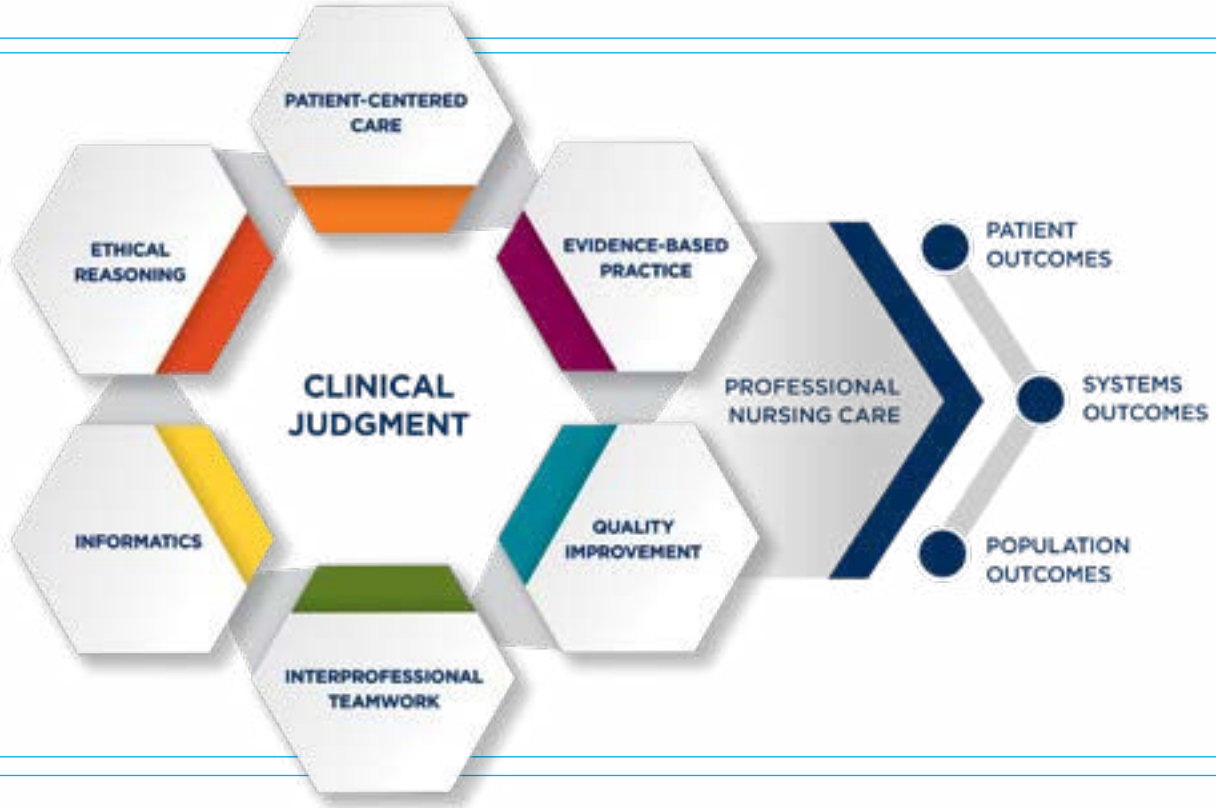 PATIENT-CENTERED
CARE
ETHICAL
REASONING
EVIDENCE-BASED
PRACTICE
CLINICAL
JUDGMENT
INFORMATICS
QUALITY
IMPROVEMENT
INTERPROFESSIONAL
TEAMWORK
PROFESSIONAL
NURSING CARE
PATIENT
OUTCOMES
SYSTEMS
OUTCOMES
POPULATION
OUTCOMES